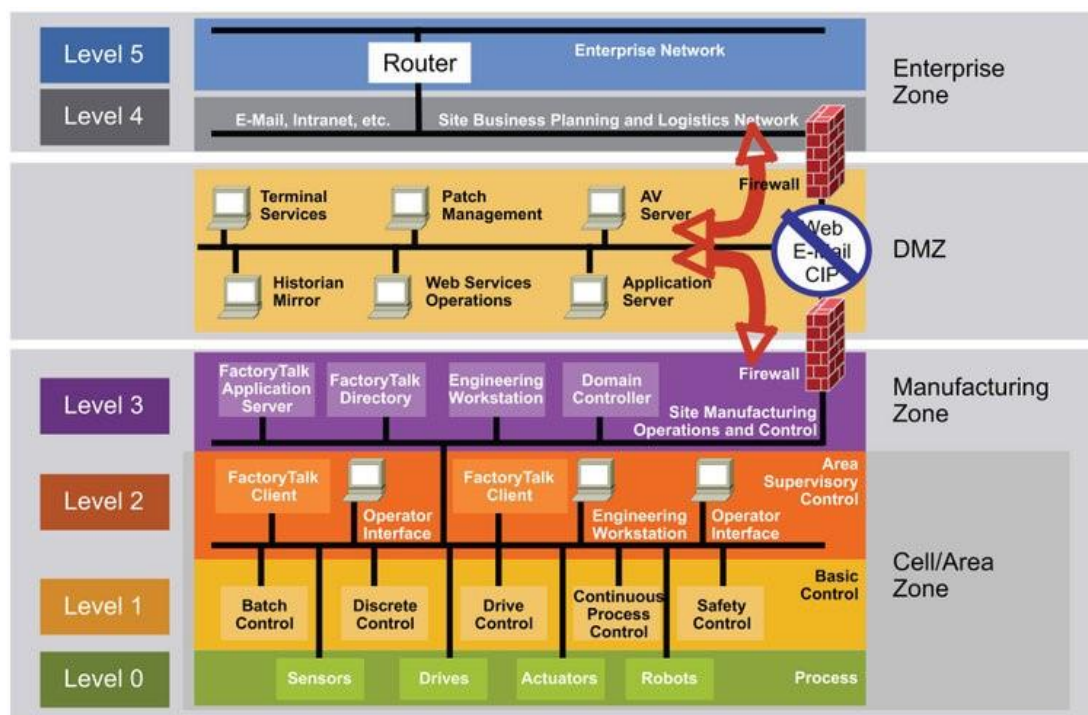 Level 5
Router
Enterprise Network
Enterprise
Zone
Level 4
E-Mail, Intranet, etc.
Site Business Planning and Logistics Network
Terminal
Services
Patch
Management
AV
Server
Firewall
Web
E-Mail
CIP
DMZ
Historian
Mirror
Web Services
Operations
Application
Server
Level 3
FactoryTalk
Application
Server
FactoryTalk
Directory
Engineering
Workstation
Domain
Controller
Firewall
Site Manufacturing
Operations and Control
Manufacturing
Zone
Level 2
FactoryTalk
Client
Operator
Interface
FactoryTalk
Client
Engineering
Workstation
Operator
Interface
Area
Supervisory
Control
Cell/Area
Zone
Level 1
Batch
Control
Discrete
Control
Drive
Control
Continuous
Process
Control
Safety
Control
Basic
Control
Level 0
Sensors
Drives
Actuators
Robots
Process